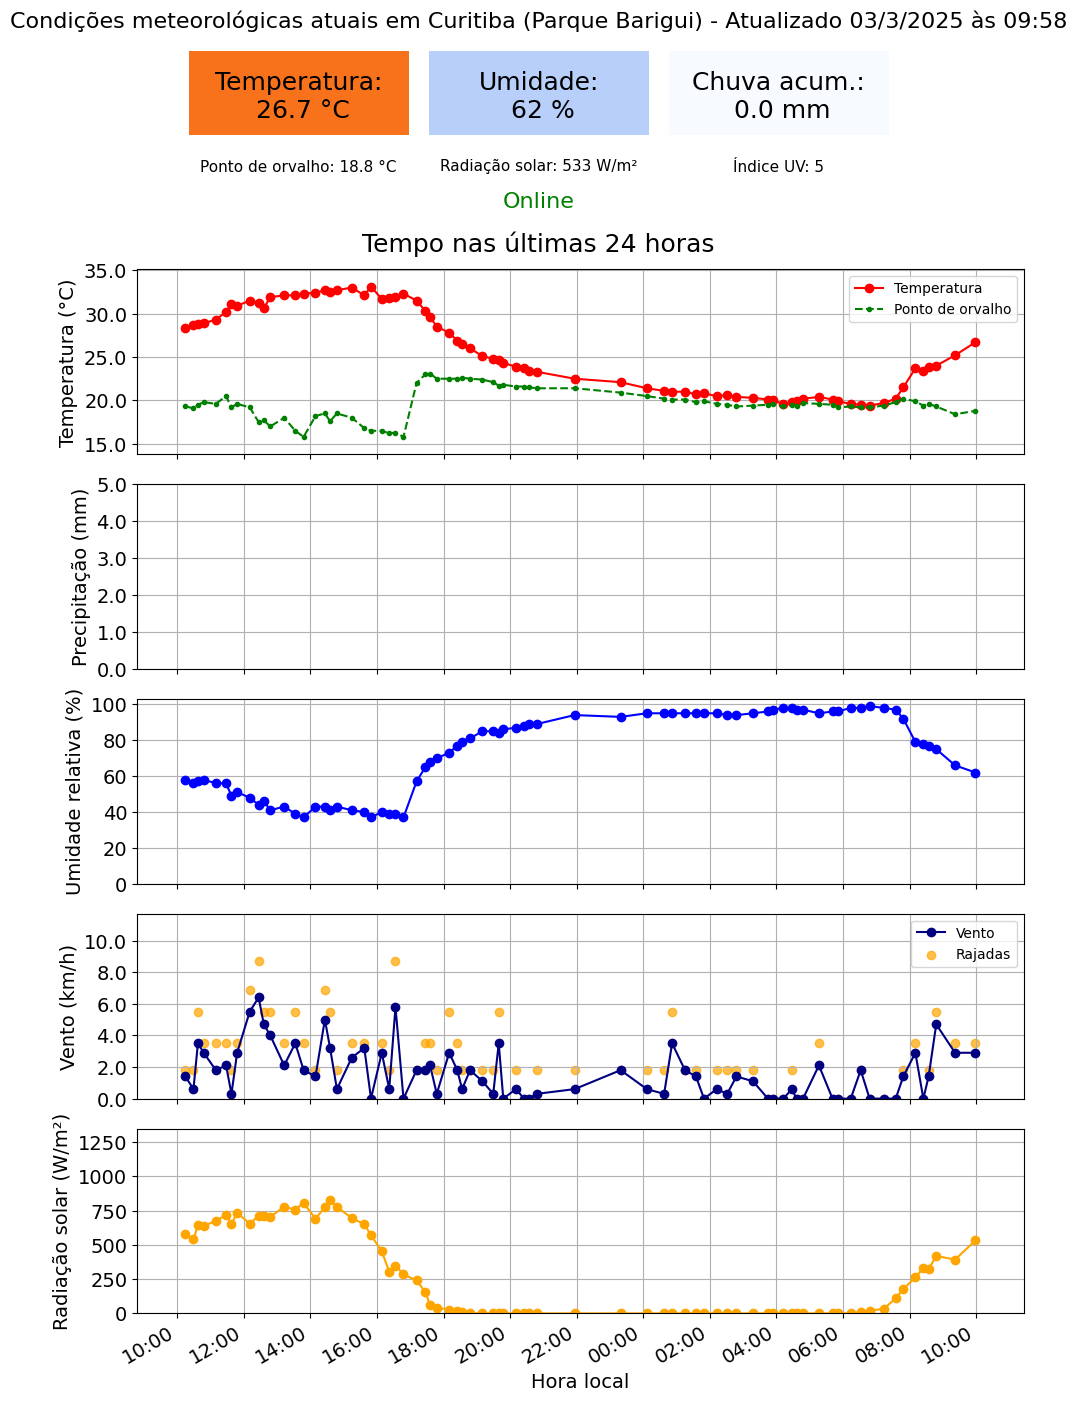 Condições meteorológicas atuais em Curitiba (Parque Barigui) - Atualizado 03/3/2025 às 09:58
Temperatura:
26.7 °C
Umidade:
62 %
Chuva acum.:
0.0 mm
Ponto de orvalho: 18.8 °C
Radiação solar: 533 W/m²
Índice UV: 5
Online
Tempo nas últimas 24 horas
Temperatura (°C)
35.0
30.0
25.0
20.0
15.0
Temperatura
Ponto de orvalho
Precipitação (mm)
5.0
4.0
3.0
2.0
1.0
0.0
Umidade relativa (%)
100
80
60
40
20
0
Vento (km/h)
10.0
8.0
6.0
4.0
2.0
0.0
Vento
Rajadas
Radiação solar (W/m²)
1250
1000
750
500
250
0
10:00
12:00
14:00
16:00
18:00
20:00
22:00
00:00
02:00
04:00
06:00
08:00
10:00
Hora local